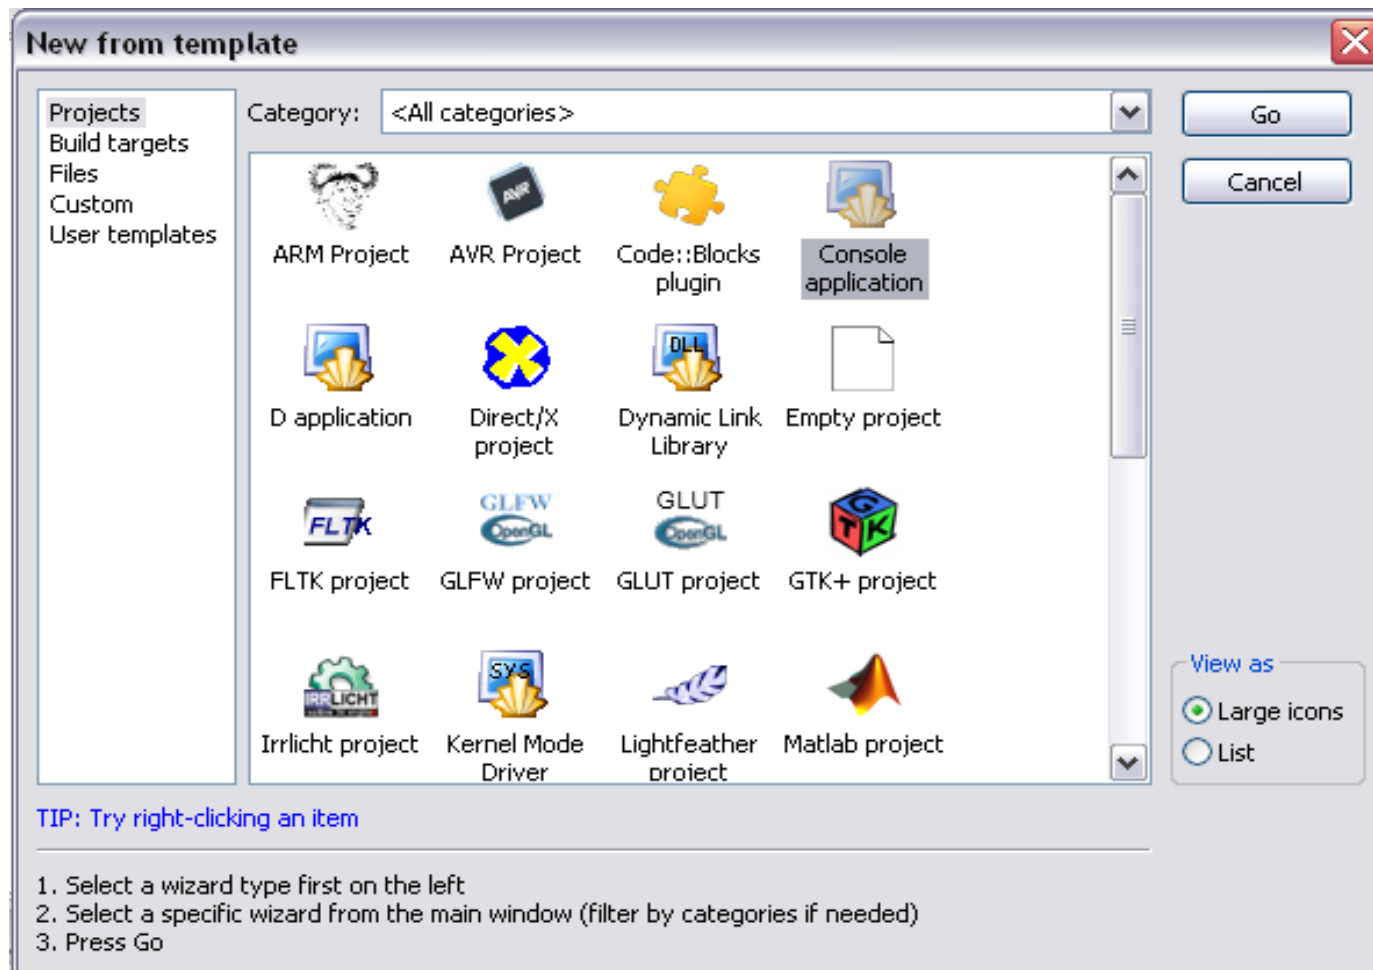 New from template
Projects
Build targets
Files
Custom
User templates
Category:
<All categories>
Go
Cancel
AVR
ARM Project
AVR Project
Code::Blocks
plugin
Console
application
DLL
D application
Direct/X
project
Dynamic Link
Library
Empty project
FLTK
GLFW
OpenGL
GLUT
OpenGL
G
T
K
FLTK project
GLFW project
GLUT project
GTK+ project
IRRLICHT
SYS
Irrlicht project
Kernel Mode
Driver
Lightfeather
project
Matlab project
View as
Large icons
List
TIP: Try right-clicking an item
1. Select a wizard type first on the left
2. Select a specific wizard from the main window (filter by categories if needed)
3. Press Go